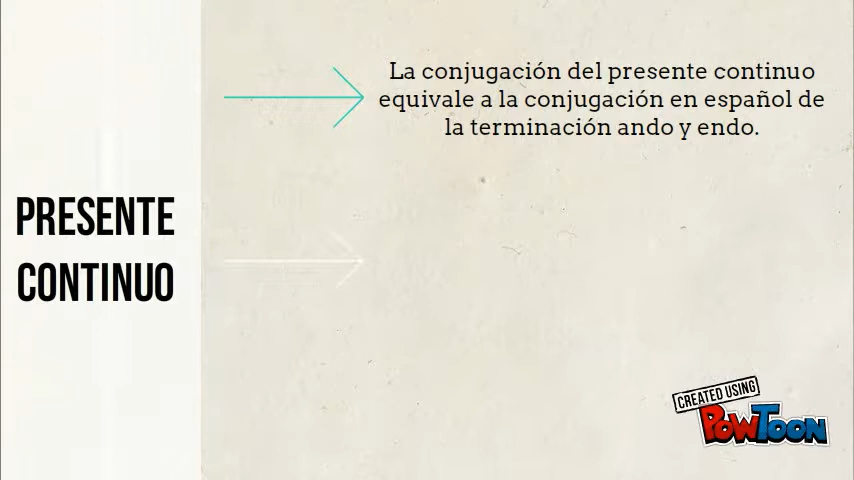 La conjugación del presente continuo
equivale a la conjugación en español de
la terminación ando y endo.
PRESENTE
CONTINUO
CREATED USING
POWTOON